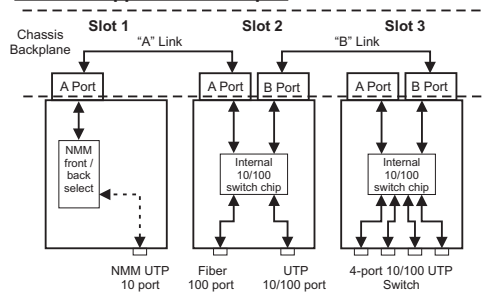 Slot 1 Slot 2 Slot 3
Chassis
Backplane
"A" Link "B" Link
A Port A Port B Port A Port B Port
NMM
front /
back
select
Internal
10/100
switch chip
Internal
10/100
switch chip
NMM UTP
10 port
Fiber
100 port
UTP
10/100 port
4-port 10/100 UTP
Switch